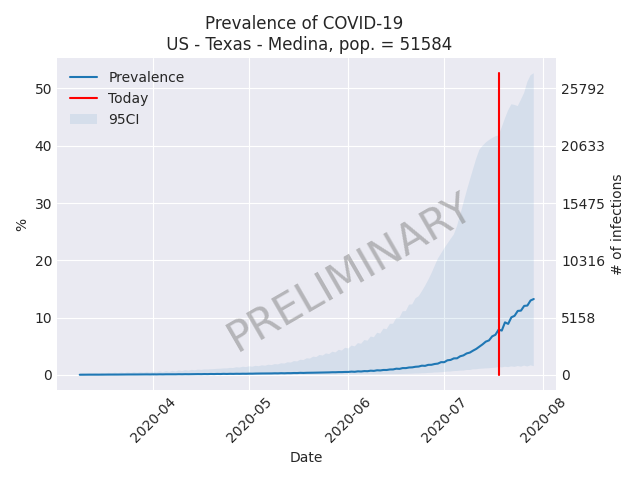 Prevalence of COVID-19
US - Texas - Medina, pop. = 51584
Prevalence
Today
95CI
50
40
30
20
10
0
%
25792
20633
15475
10316
5158
0
# of infections
PRELIMINARY
2020-04
2020-05
2020-06
2020-07
2020-08
Date